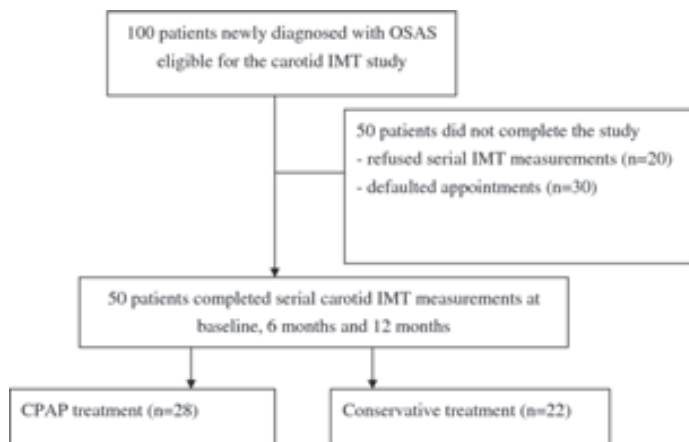 100 patients newly diagnosed with OSAS
eligible for the carotid IMT study
50 patients did not complete the study
- refused serial IMT measurements (n=20)
- defaulted appointments (n=30)
50 patients completed serial carotid IMT measurements at
baseline, 6 months and 12 months
CPAP treatment (n=28)
Conservative treatment (n=22)